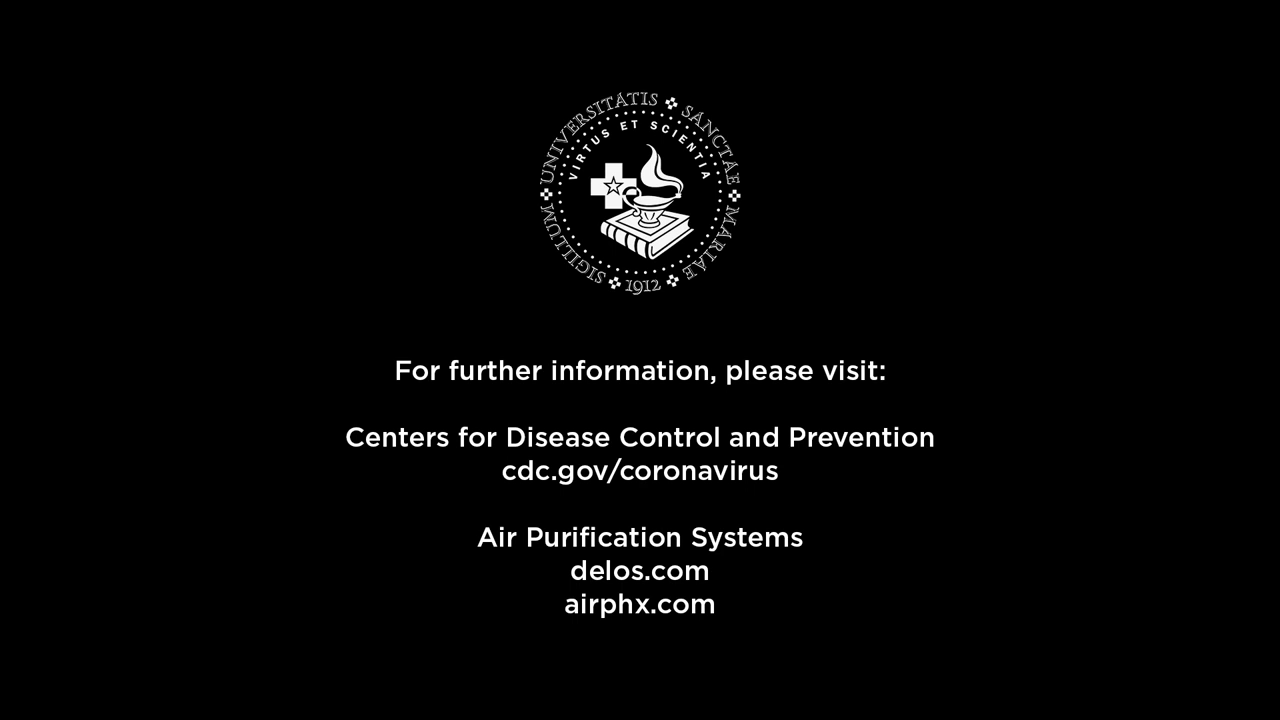 SIGILLUM UNIVERSITATIS SANCTAE MARIAE
VIRTUS ET SCIENTIA
1912
For further information, please visit:
Centers for Disease Control and Prevention
cdc.gov/coronavirus
Air Purification Systems
delos.com
airphx.com